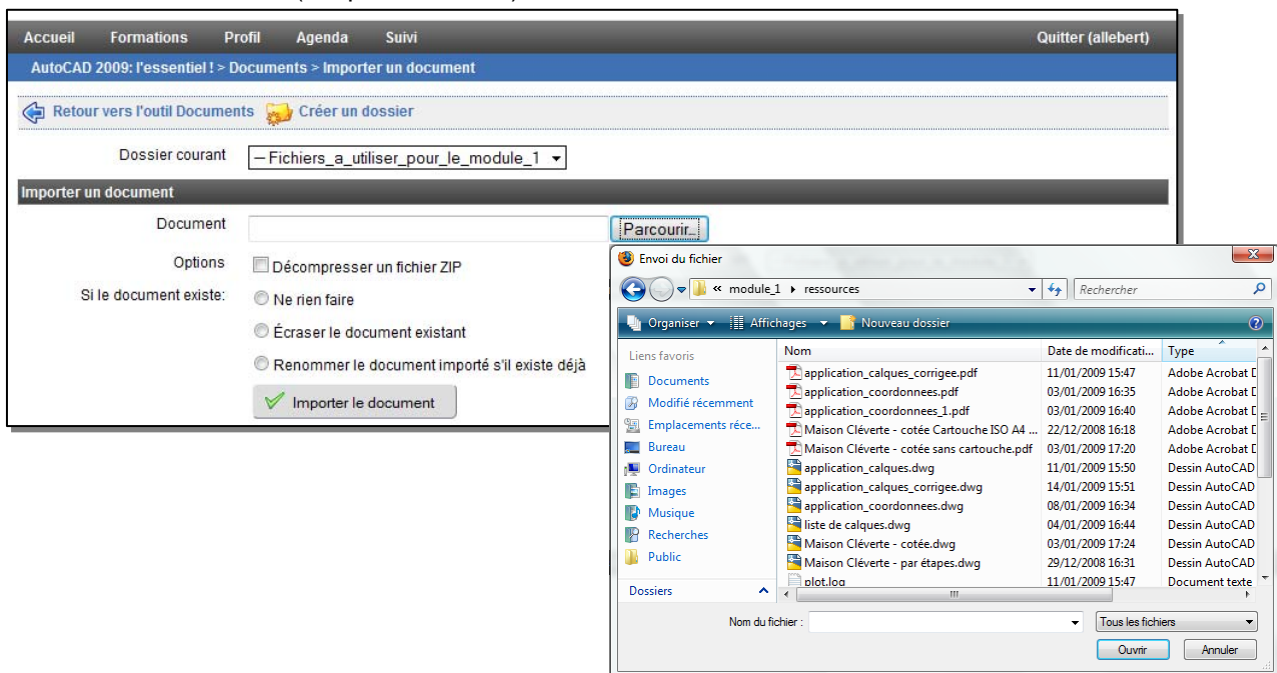 Accueil Formations Profil Agenda Suivi Quitter (allebert)
AutoCAD 2009: l'essentiel ! > Documents > Importer un document
Retour vers l'outil Documents Créer un dossier
Dossier courant – Fichiers_a_utiliser_pour_le_module_1
Importer un document
Document Parcourir...
Options Décompresser un fichier ZIP
Si le document existe: Ne rien faire
Écraser le document existant
Renommer le document importé s'il existe déjà
Importer le document
Envoi du fichier
« module_1 ressources Rechercher
Organiser Affichages Nouveau dossier
Liens favoris
Documents
Modifié récemment
Emplacements réce...
Bureau
Ordinateur
Images
Musique
Recherches
Public
Dossiers
Nom Date de modificati... Type
application_calques_corrigee.pdf 11/01/2009 15:47 Adobe Acrobat D
application_coordonnees.pdf 03/01/2009 16:35 Adobe Acrobat D
application_coordonnees_1.pdf 03/01/2009 16:40 Adobe Acrobat D
Maison Cléverte - cotée Cartouche ISO A4 ... 22/12/2008 16:18 Adobe Acrobat D
Maison Cléverte - cotée sans cartouche.pdf 03/01/2009 17:20 Adobe Acrobat D
application_calques.dwg 11/01/2009 15:50 Dessin AutoCAD
application_calques_corrigee.dwg 14/01/2009 15:51 Dessin AutoCAD
application_coordonnees.dwg 08/01/2009 16:34 Dessin AutoCAD
liste de calques.dwg 04/01/2009 16:44 Dessin AutoCAD
Maison Cléverte - cotée.dwg 03/01/2009 17:24 Dessin AutoCAD
Maison Cléverte - par étapes.dwg 29/12/2008 16:31 Dessin AutoCAD
plot.log 11/01/2009 15:47 Document texte
Nom du fichier : Tous les fichiers
Ouvrir Annuler